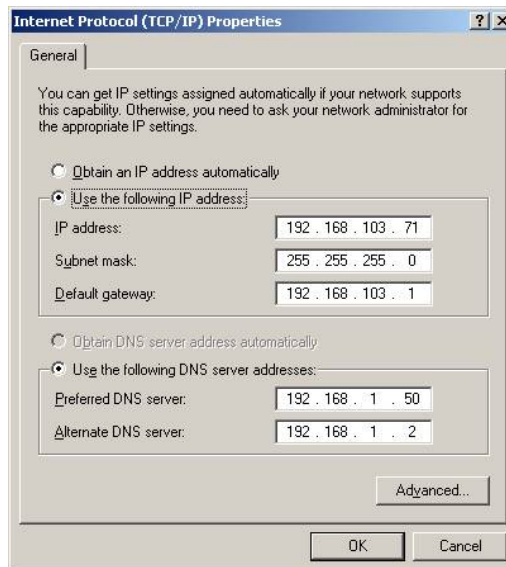 Internet Protocol (TCP/IP) Properties
General
You can get IP settings assigned automatically if your network supports
this capability. Otherwise, you need to ask your network administrator for
the appropriate IP settings.
Obtain an IP address automatically
Use the following IP address:
IP address: 192 . 168 . 103 . 71
Subnet mask: 255 . 255 . 255 . 0
Default gateway: 192 . 168 . 103 . 1
Obtain DNS server address automatically
Use the following DNS server addresses:
Preferred DNS server: 192 . 168 . 1 . 50
Alternate DNS server: 192 . 168 . 1 . 2
Advanced...
OK Cancel